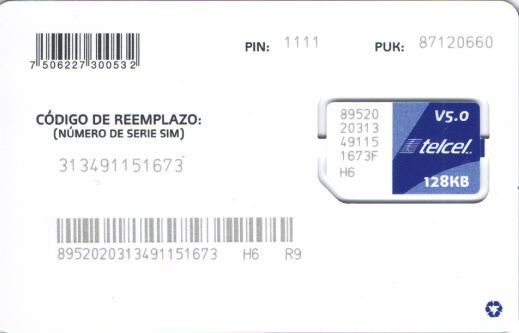 PIN: 1111
PUK: 87120660
7 506227 300532
CÓDIGO DE REEMPLAZO:
(NÚMERO DE SERIE SIM)
313491151673
89520
20313
49115
1673F
H6
V5.0
telcel
128KB
8952020313491151673 H6 R9